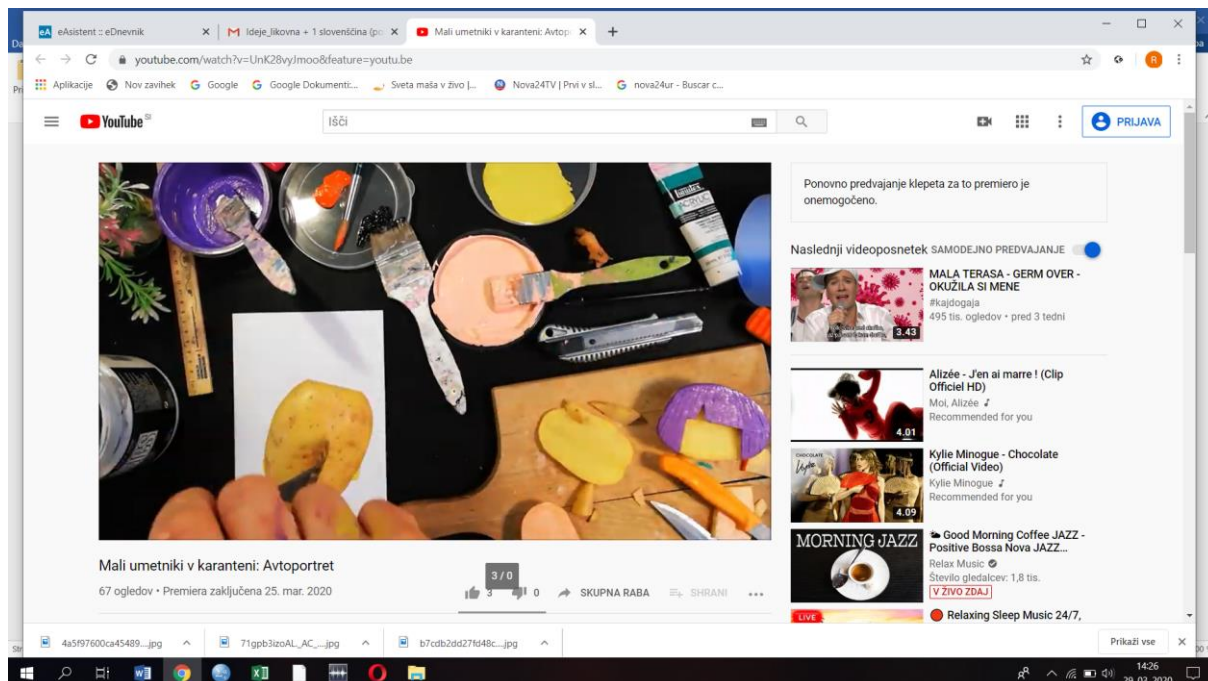 eAsistent :: eDnevnik
Ideje_likovna + 1 slovenščina (po
Mali umetniki v karanteni: Avtop
youtube.com/watch?v=UnK28vyJmoo&feature=youtu.be
Aplikacije
Nov zavihek
Google
Google Dokumenti:...
Sveta maša v živo |...
Nova24TV | Prvi v sl...
nova24ur - Buscar c...
YouTube SI
Išči
PRIJAVA
Ponovno predvajanje klepeta za to premiero je
onemogočeno.
Naslednji videoposnetek
SAMODEJNO PREDVAJANJE
MALA TERASA - GERM OVER -
OKUŽILA SI MENE
#kajdogaja
495 tis. ogledov • pred 3 tedni
3.43
Alizée - J'en ai marre ! (Clip
Officiel HD)
Moi, Alizée
Recommended for you
4.01
Kylie Minogue - Chocolate
(Official Video)
Kylie Minogue
Recommended for you
CHOCOLATE
Kylie
4.09
Good Morning Coffee JAZZ -
Positive Bossa Nova JAZZ...
Relax Music
Število gledalcev: 1,8 tis.
V ŽIVO ZDAJ
MORNING JAZZ
LIVE
Relaxing Sleep Music 24/7,
Mali umetniki v karanteni: Avtoportret
67 ogledov • Premiera zaključena 25. mar. 2020
3 / 0
3
0
SKUPNA RABA
SHRANI
4a5f97600ca45489....jpg
71gpb3izoAL._AC_....jpg
b7cdb2dd27fd48c....jpg
Prikaži vse
14:26
29. 03. 2020